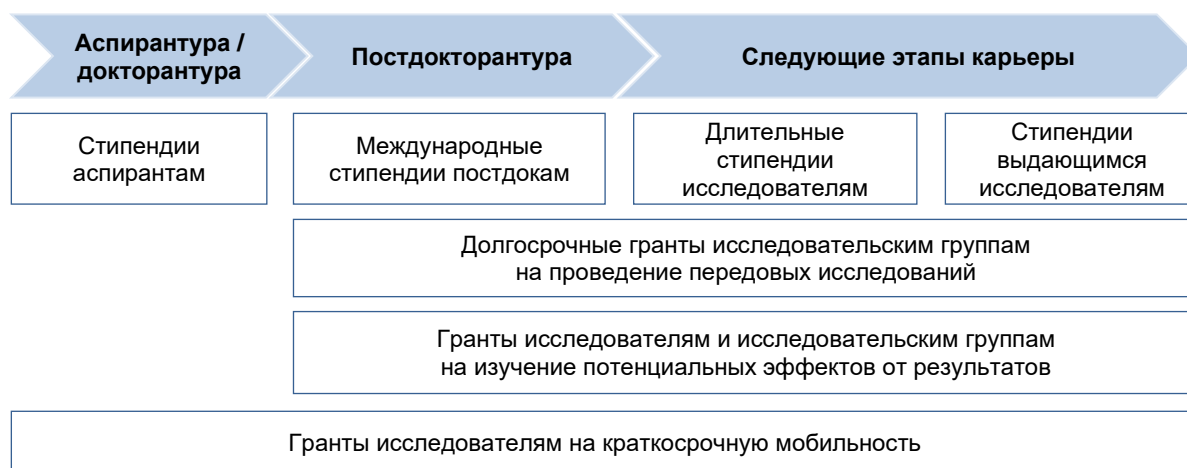 Аспирантура /
докторантура
Постдокторантура
Следующие этапы карьеры
Стипендии
аспирантам
Международные
стипендии постдокам
Длительные
стипендии
исследователям
Стипендии
выдающимся
исследователям
Долгосрочные гранты исследовательским группам
на проведение передовых исследований
Гранты исследователям и исследовательским группам
на изучение потенциальных эффектов от результатов
Гранты исследователям на краткосрочную мобильность